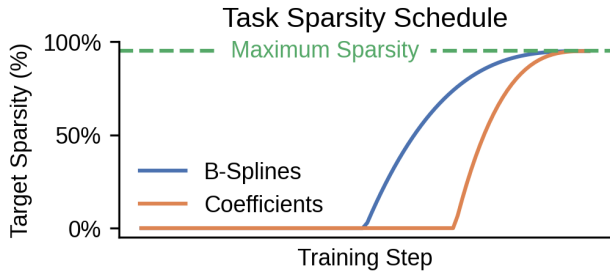 Task Sparsity Schedule
Target Sparsity (%)
100%
50%
0%
Maximum Sparsity
B-Splines
Coefficients
Training Step